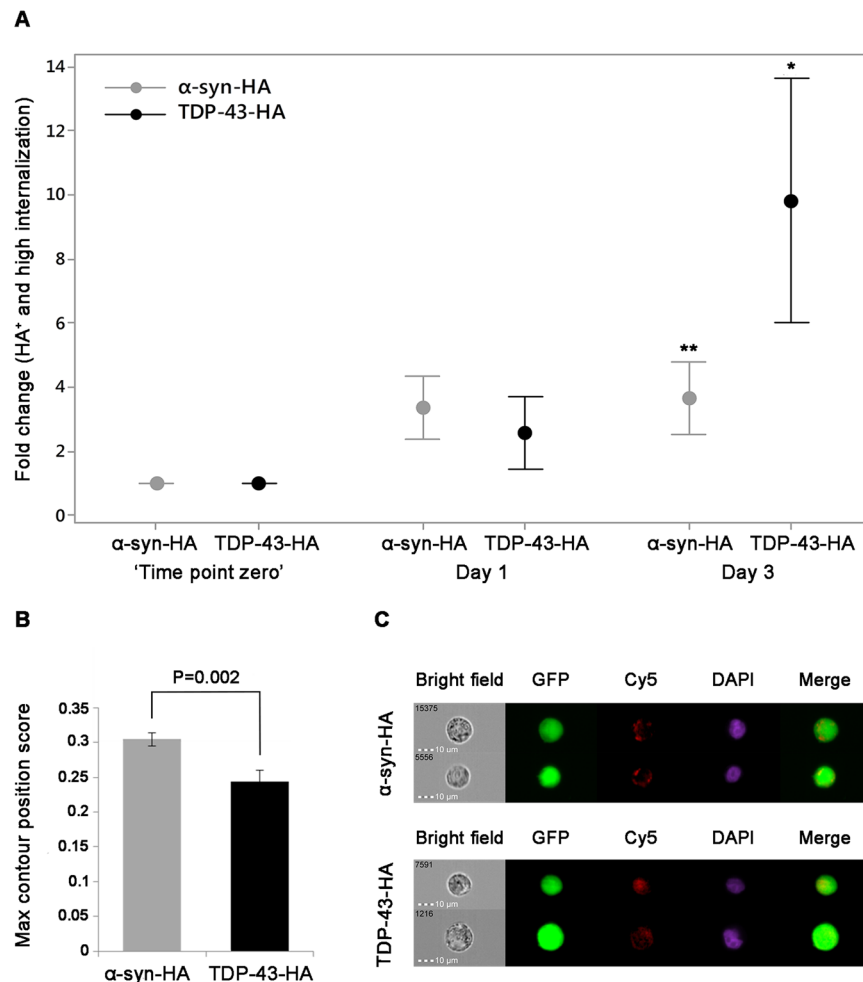 A
Fold change (HA⁺ and high internalization)
14
12
10
8
6
4
2
0
α-syn-HA
TDP-43-HA
**
*
α-syn-HA TDP-43-HA α-syn-HA TDP-43-HA α-syn-HA TDP-43-HA
‘Time point zero’ Day 1 Day 3
B
P=0.002
Max contour position score
0.35
0.3
0.25
0.2
0.15
0.1
0.05
0
α-syn-HA TDP-43-HA
C
Bright field GFP Cy5 DAPI Merge
α-syn-HA
15375
10 µm
5556
10 µm
Bright field GFP Cy5 DAPI Merge
TDP-43-HA
7591
10 µm
1216
10 µm